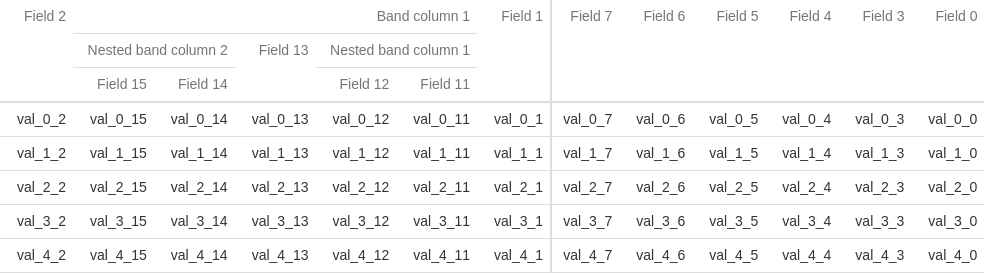 Field 2 Band column 1 Field 1 Field 7 Field 6 Field 5 Field 4 Field 3 Field 0
Nested band column 2 Field 13 Nested band column 1
Field 15 Field 14 Field 12 Field 11
val_0_2 val_0_15 val_0_14 val_0_13 val_0_12 val_0_11 val_0_1 val_0_7 val_0_6 val_0_5 val_0_4 val_0_3 val_0_0
val_1_2 val_1_15 val_1_14 val_1_13 val_1_12 val_1_11 val_1_1 val_1_7 val_1_6 val_1_5 val_1_4 val_1_3 val_1_0
val_2_2 val_2_15 val_2_14 val_2_13 val_2_12 val_2_11 val_2_1 val_2_7 val_2_6 val_2_5 val_2_4 val_2_3 val_2_0
val_3_2 val_3_15 val_3_14 val_3_13 val_3_12 val_3_11 val_3_1 val_3_7 val_3_6 val_3_5 val_3_4 val_3_3 val_3_0
val_4_2 val_4_15 val_4_14 val_4_13 val_4_12 val_4_11 val_4_1 val_4_7 val_4_6 val_4_5 val_4_4 val_4_3 val_4_0